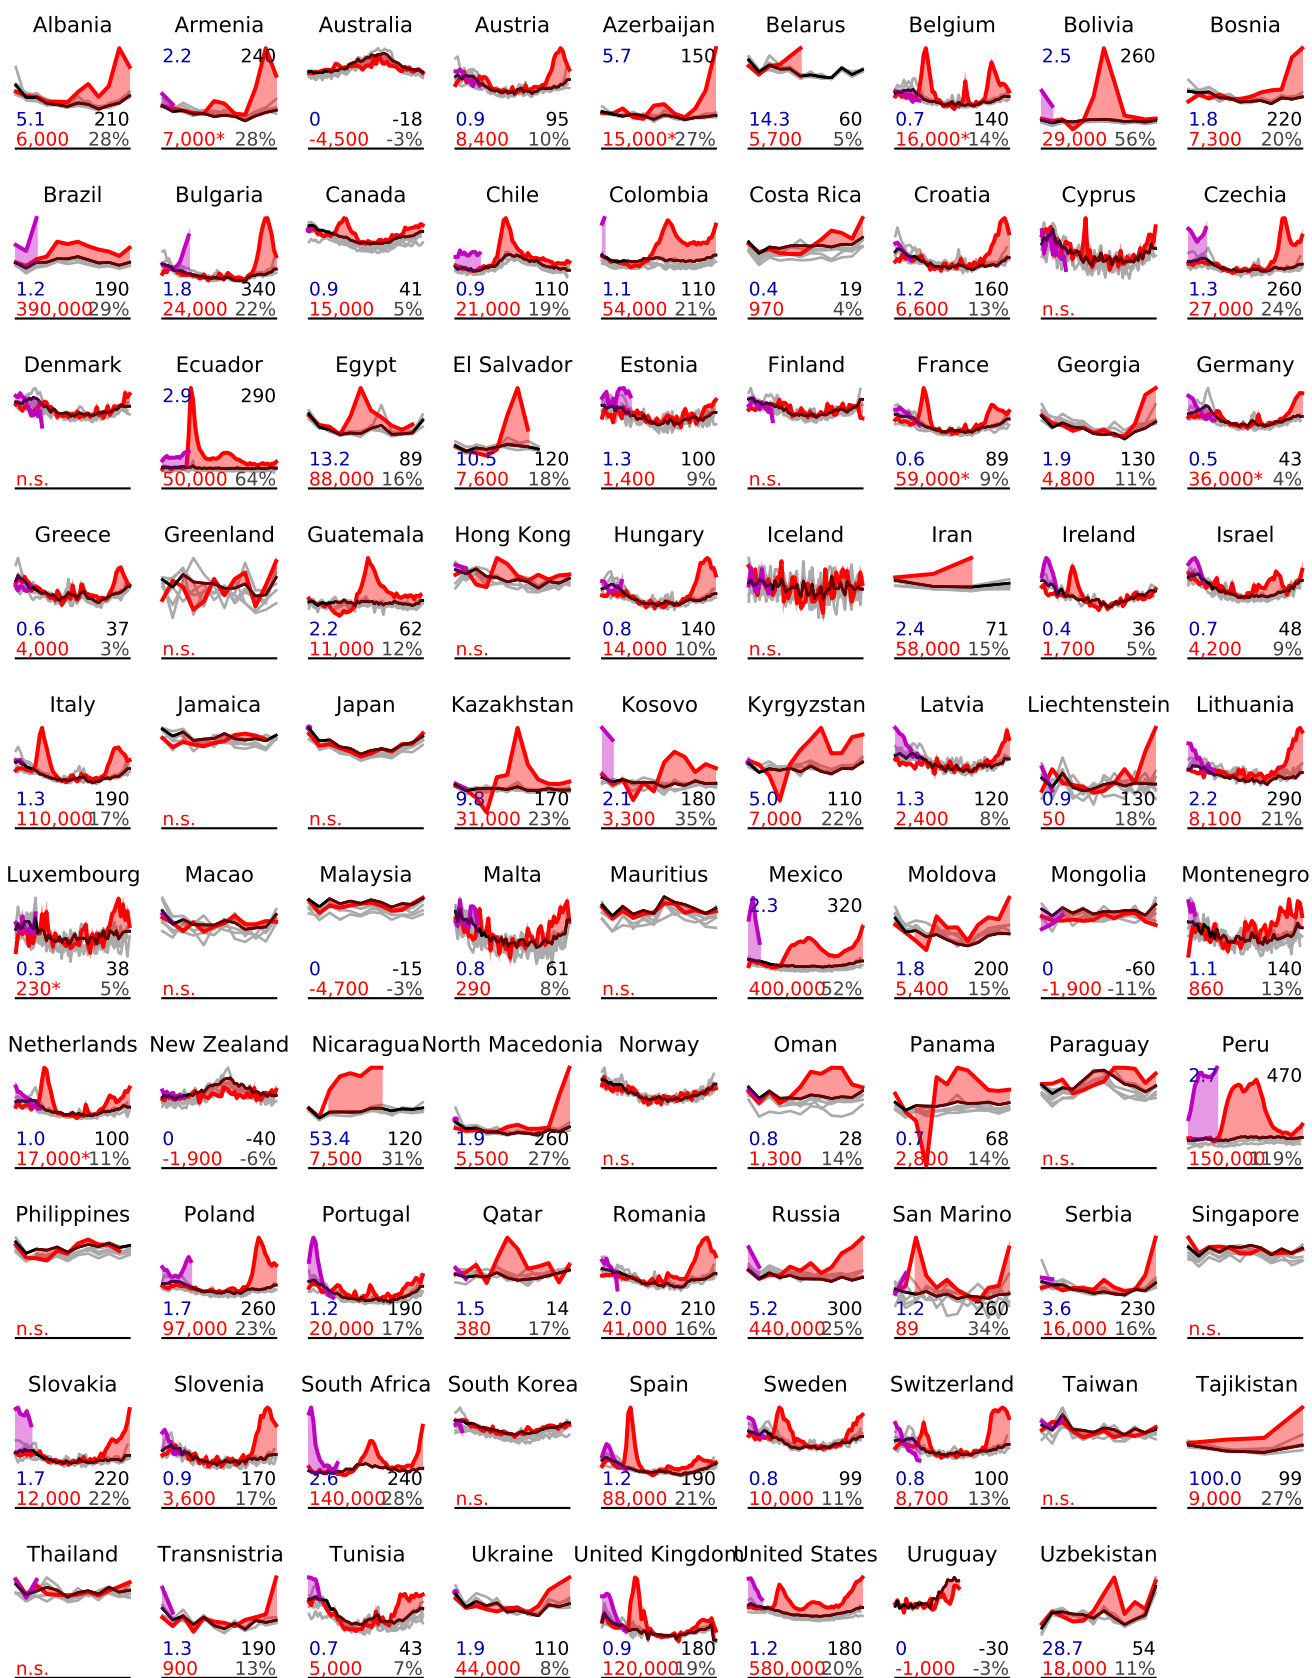 Albania Armenia Australia Austria Azerbaijan Belarus Belgium Bolivia Bosnia
2.2 240 5.7 150 2.5 260
5.1 210 0 -18 0.9 95 14.3 60 0.7 140 1.8 220
6,000 28% 7,000* 28% -4,500 -3% 8,400 10% 15,000* 27% 5,700 5% 16,000* 14% 29,000 56% 7,300 20%
Brazil Bulgaria Canada Chile Colombia Costa Rica Croatia Cyprus Czechia
1.2 190 1.8 340 0.9 41 0.9 110 1.1 110 0.4 19 1.2 160 1.3 260
390,000 29% 24,000 22% 15,000 5% 21,000 19% 54,000 21% 970 4% 6,600 13% n.s. 27,000 24%
Denmark Ecuador Egypt El Salvador Estonia Finland France Georgia Germany
2.9 290
13.2 89 10.5 120 1.3 100 0.6 89 1.9 130 0.5 43
n.s. 50,000 64% 88,000 16% 7,600 18% 1,400 9% n.s. 59,000* 9% 4,800 11% 36,000* 4%
Greece Greenland Guatemala Hong Kong Hungary Iceland Iran Ireland Israel
0.6 37 2.2 62 0.8 140 2.4 71 0.4 36 0.7 48
4,000 3% n.s. 11,000 12% n.s. 14,000 10% n.s. 58,000 15% 1,700 5% 4,200 9%
Italy Jamaica Japan Kazakhstan Kosovo Kyrgyzstan Latvia Liechtenstein Lithuania
1.3 190 9.8 170 2.1 180 5.0 110 1.3 120 0.9 130 2.2 290
110,000 17% n.s. n.s. 31,000 23% 3,300 35% 7,000 22% 2,400 8% 50 18% 8,100 21%
Luxembourg Macao Malaysia Malta Mauritius Mexico Moldova Mongolia Montenegro
2.3 320
0.3 38 0 -15 0.8 61 1.8 200 0 -60 1.1 140
230* 5% n.s. -4,700 -3% 290 8% n.s. 400,000 52% 5,400 15% -1,900 -11% 860 13%
Netherlands New Zealand Nicaragua North Macedonia Norway Oman Panama Paraguay Peru
2.7 470
1.0 100 0 -40 53.4 120 1.9 260 0.8 28 0.7 68
17,000* 11% -1,900 -6% 7,500 31% 5,500 27% n.s. 1,300 14% 2,800 14% n.s. 150,000 119%
Philippines Poland Portugal Qatar Romania Russia San Marino Serbia Singapore
1.7 260 1.2 190 1.5 14 2.0 210 5.2 300 1.2 260 3.6 230
n.s. 97,000 23% 20,000 17% 380 17% 41,000 16% 440,000 25% 89 34% 16,000 16% n.s.
Slovakia Slovenia South Africa South Korea Spain Sweden Switzerland Taiwan Tajikistan
1.7 220 0.9 170 2.6 240 1.2 190 0.8 99 0.8 100 100.0 99
12,000 22% 3,600 17% 140,000 28% n.s. 88,000 21% 10,000 11% 8,700 13% n.s. 9,000 27%
Thailand Transnistria Tunisia Ukraine United Kingdom United States Uruguay Uzbekistan
1.3 190 0.7 43 1.9 110 0.9 180 1.2 180 0 -30 28.7 54
n.s. 900 13% 5,000 7% 44,000 8% 120,000 19% 580,000 20% -1,000 -3% 18,000 11%